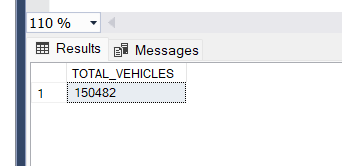 110 %
Results Messages
TOTAL_VEHICLES
1 150482